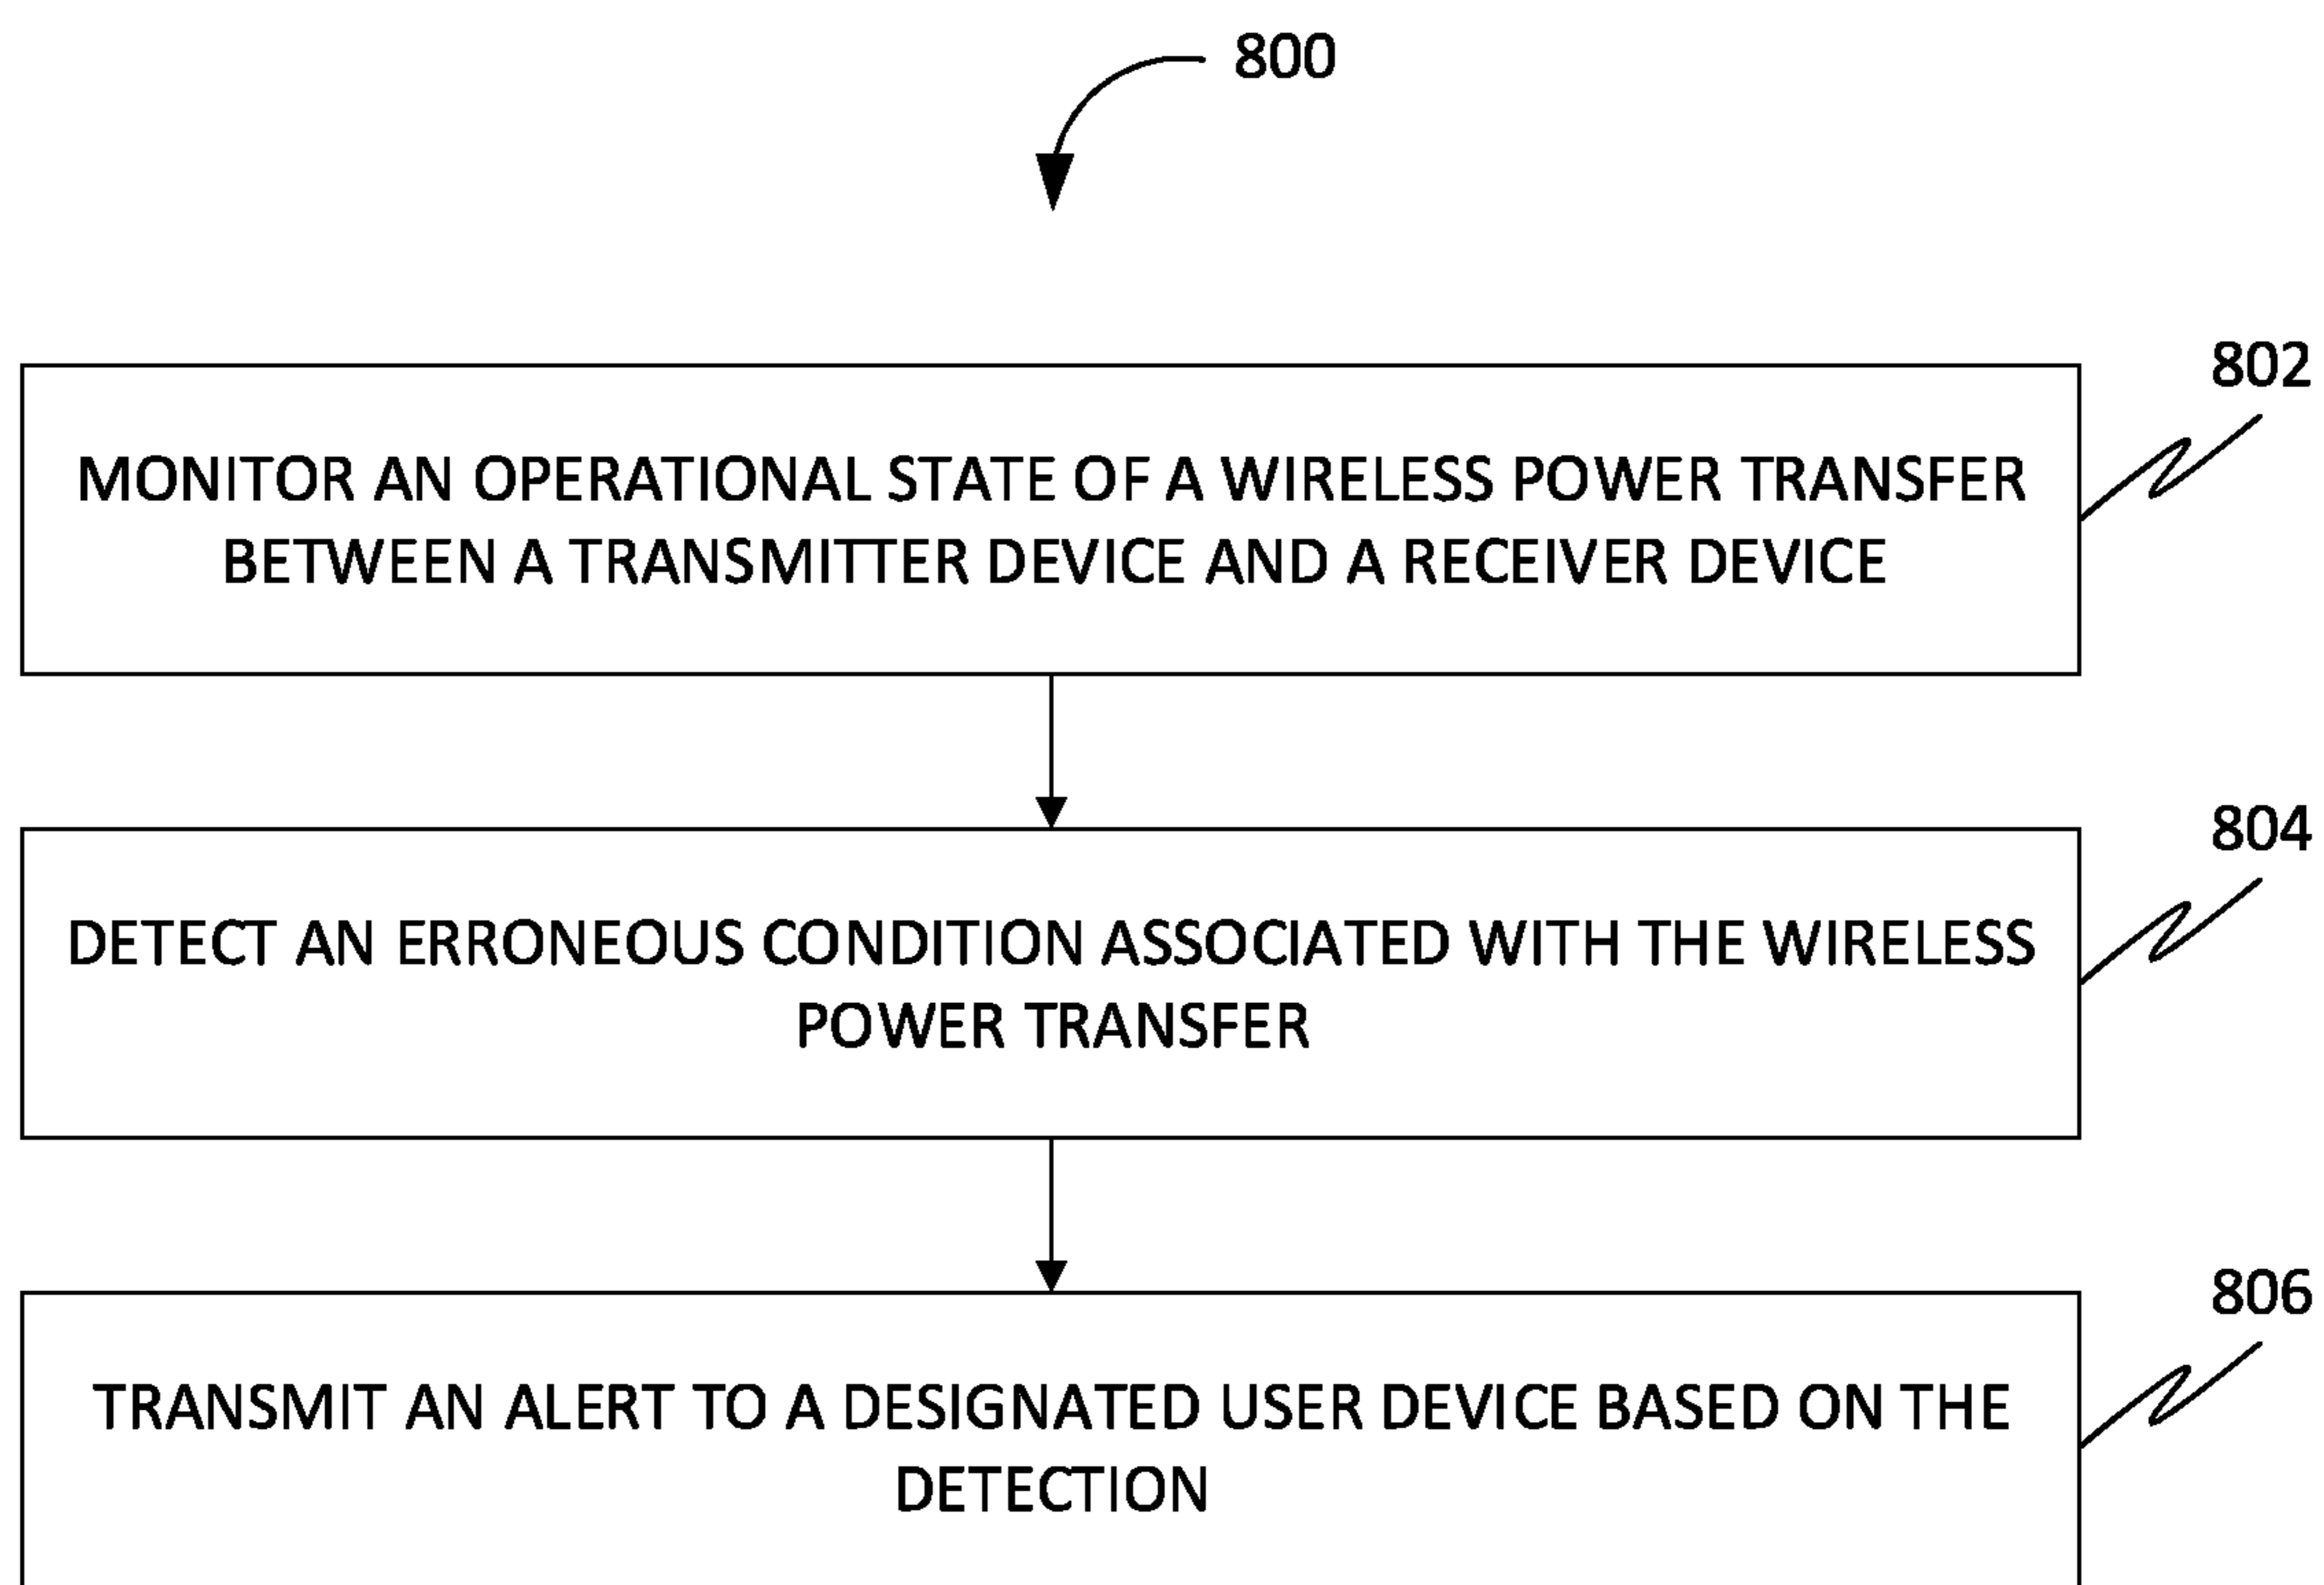 800
802
MONITOR AN OPERATIONAL STATE OF A WIRELESS POWER TRANSFER
BETWEEN A TRANSMITTER DEVICE AND A RECEIVER DEVICE
804
DETECT AN ERRONEOUS CONDITION ASSOCIATED WITH THE WIRELESS
POWER TRANSFER
806
TRANSMIT AN ALERT TO A DESIGNATED USER DEVICE BASED ON THE
DETECTION